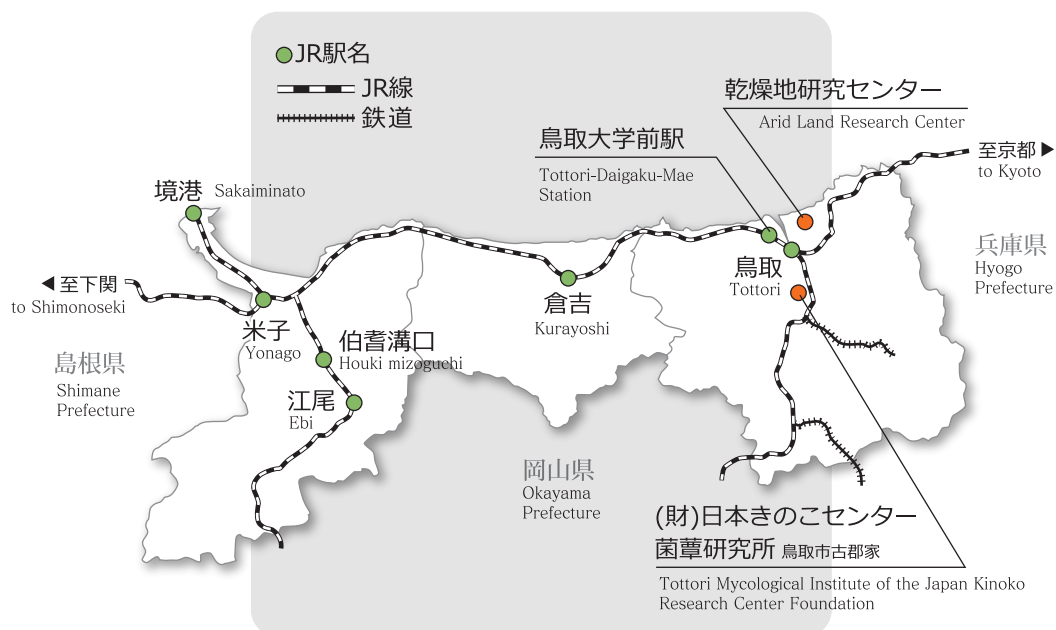 JR駅名
JR線
鉄道
乾燥地研究センター
Arid Land Research Center
鳥取大学前駅
Tottori-Daigaku-Mae
Station
至京都▶
to Kyoto
境港 Sakaiminato
兵庫県
Hyogo
Prefecture
◀至下関
to Shimonoseki
鳥取
Tottori
倉吉
Kurayoshi
米子
Yonago
伯耆溝口
Houki mizoguchi
島根県
Shimane
Prefecture
江尾
Ebi
岡山県
Okayama
Prefecture
(財)日本きのこセンター
菌蕈研究所 鳥取市古郡家
Tottori Mycological Institute of the Japan Kinoko
Research Center Foundation